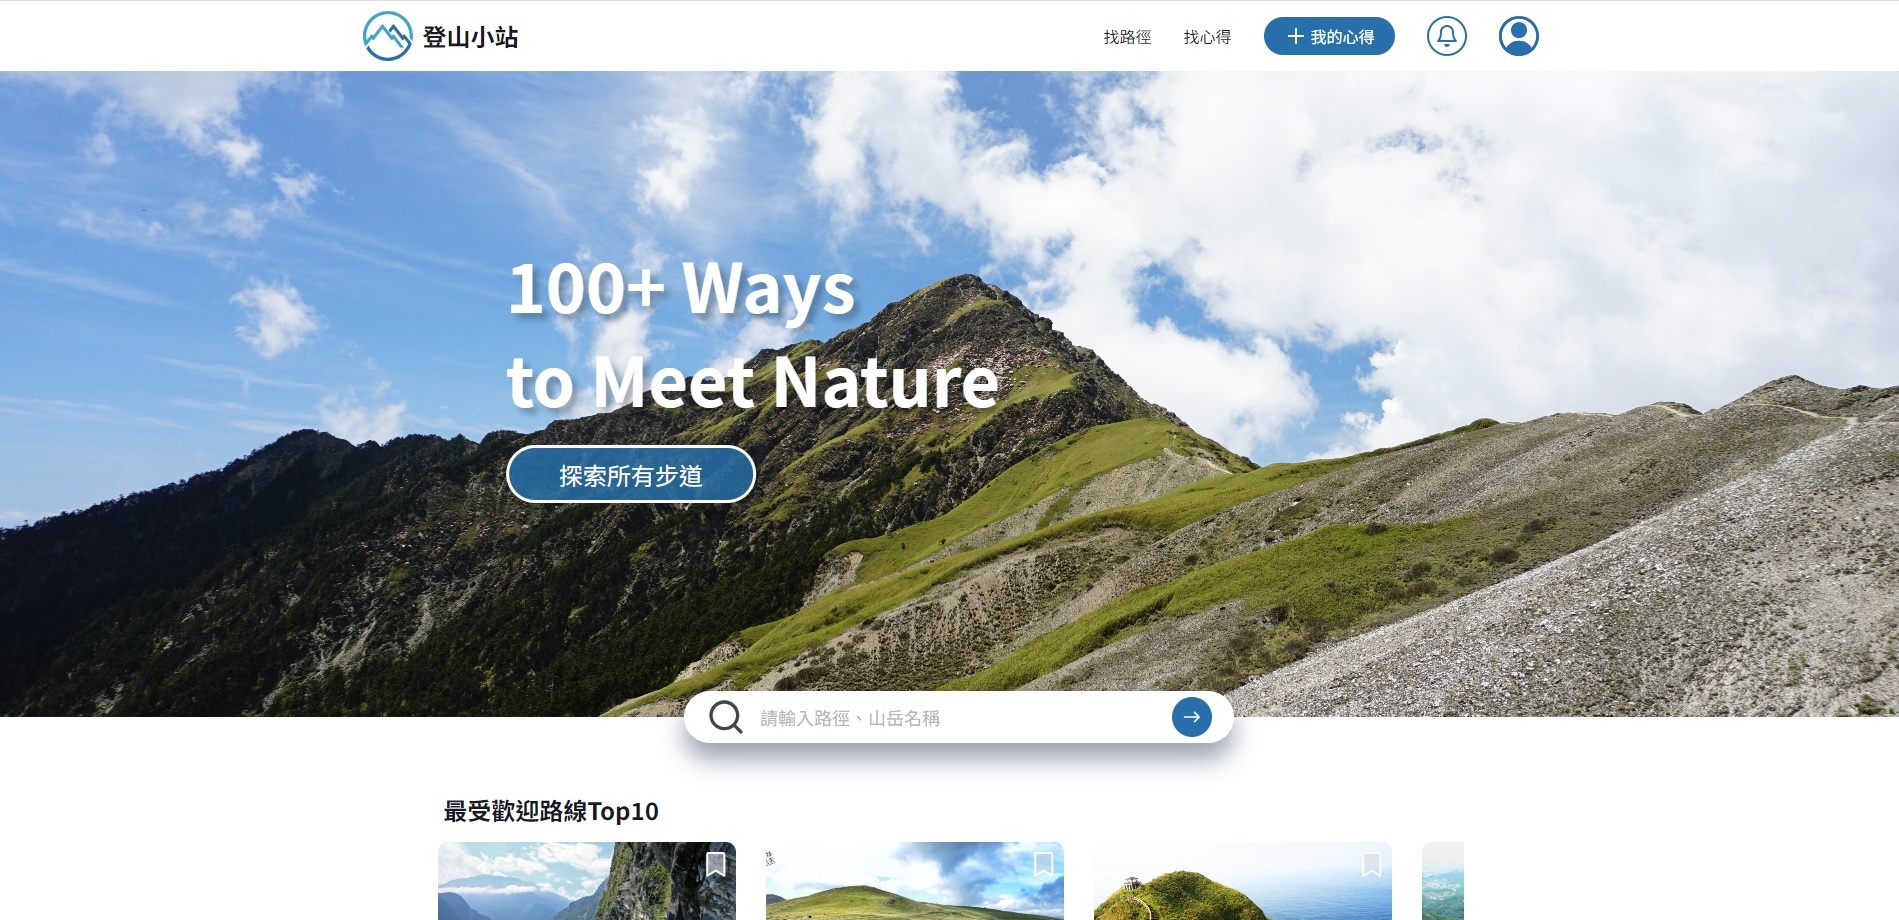 登山小站
找路徑
找心得
+ 我的心得
100+ Ways
to Meet Nature
探索所有步道
請輸入路徑、山岳名稱
最受歡迎路線Top10